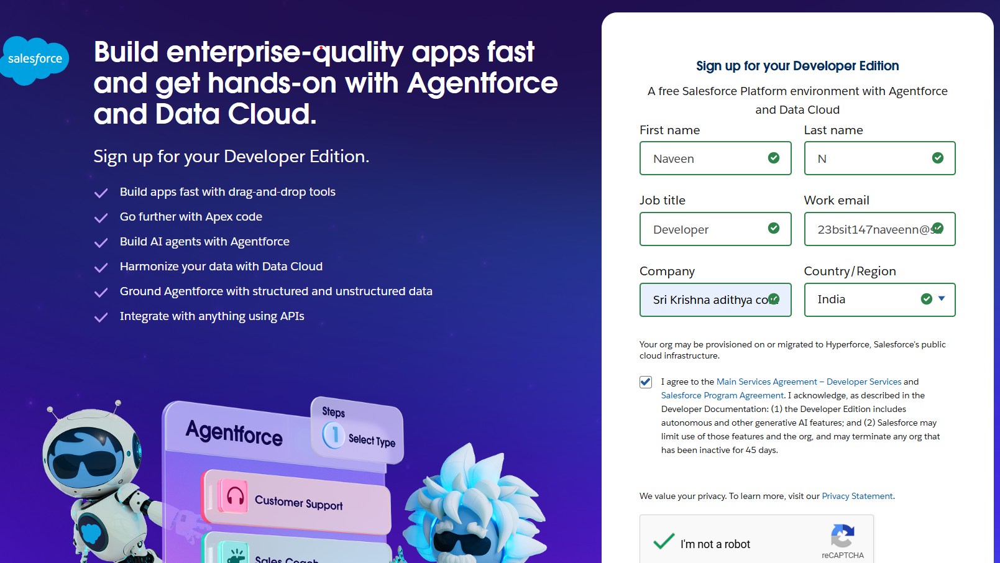 salesforce
Build enterprise-quality apps fast
and get hands-on with Agentforce
and Data Cloud.
Sign up for your Developer Edition.
Build apps fast with drag-and-drop tools
Go further with Apex code
Build AI agents with Agentforce
Harmonize your data with Data Cloud
Ground Agentforce with structured and unstructured data
Integrate with anything using APIs
Agentforce
Steps
1
Select Type
Customer Support
Sales Coach
Sign up for your Developer Edition
A free Salesforce Platform environment with Agentforce
and Data Cloud
First name
Last name
Naveen
N
Job title
Work email
Developer
23bsit147naveenn@s
Company
Country/Region
Sri Krishna adithya co
India
Your org may be provisioned on or migrated to Hyperforce, Salesforce's public
cloud infrastructure.
I agree to the Main Services Agreement – Developer Services and
Salesforce Program Agreement. I acknowledge, as described in the
Developer Documentation: (1) the Developer Edition includes
autonomous and other generative AI features; and (2) Salesforce may
limit use of those features and the org, and may terminate any org that
has been inactive for 45 days.
We value your privacy. To learn more, visit our Privacy Statement.
I'm not a robot
reCAPTCHA